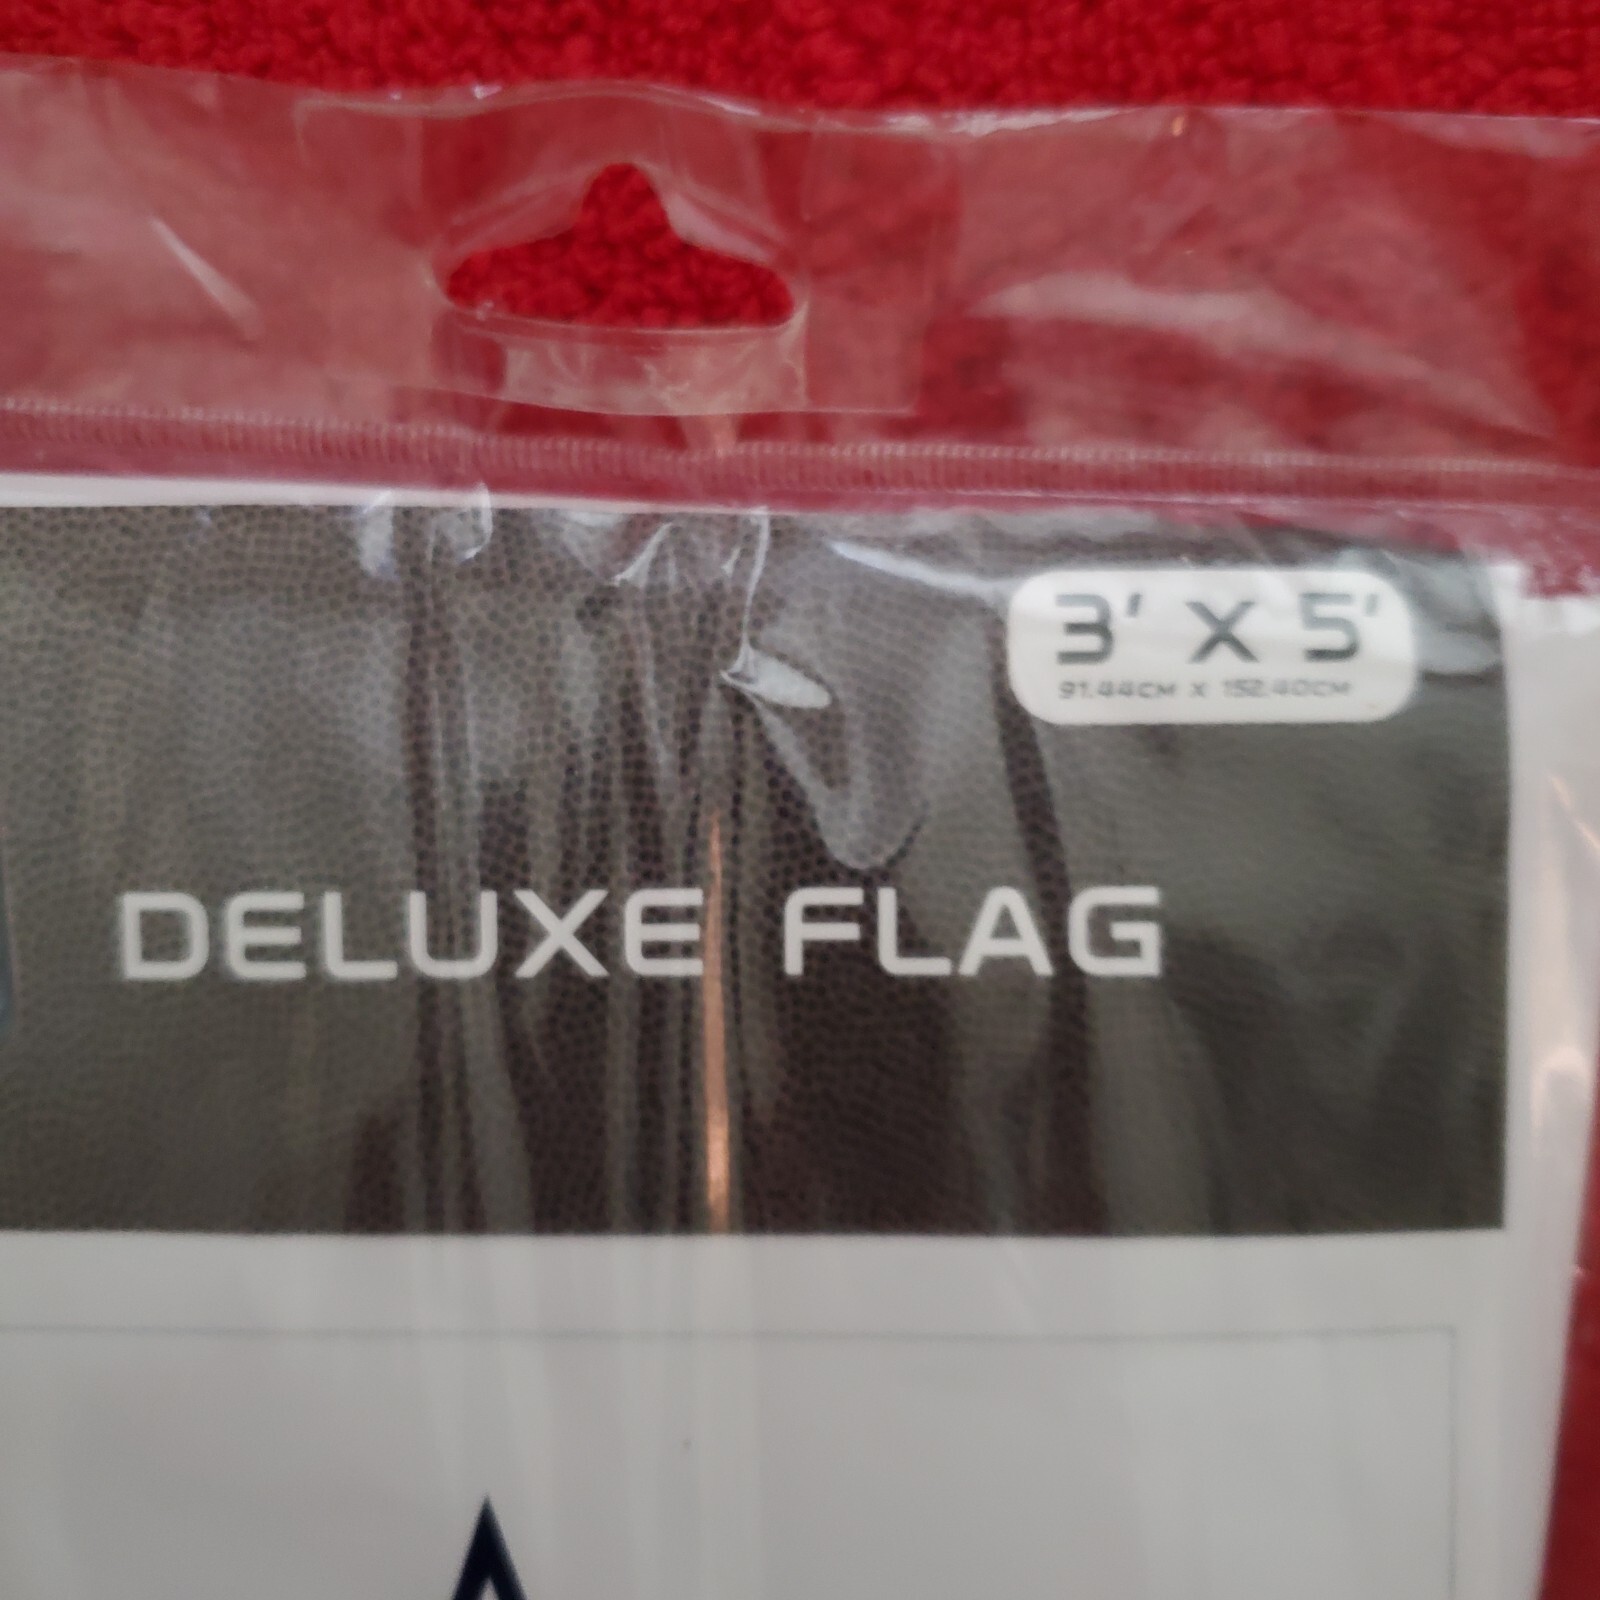 3' X 5'
91.44CM X 152.40CM
DELUXE FLAG